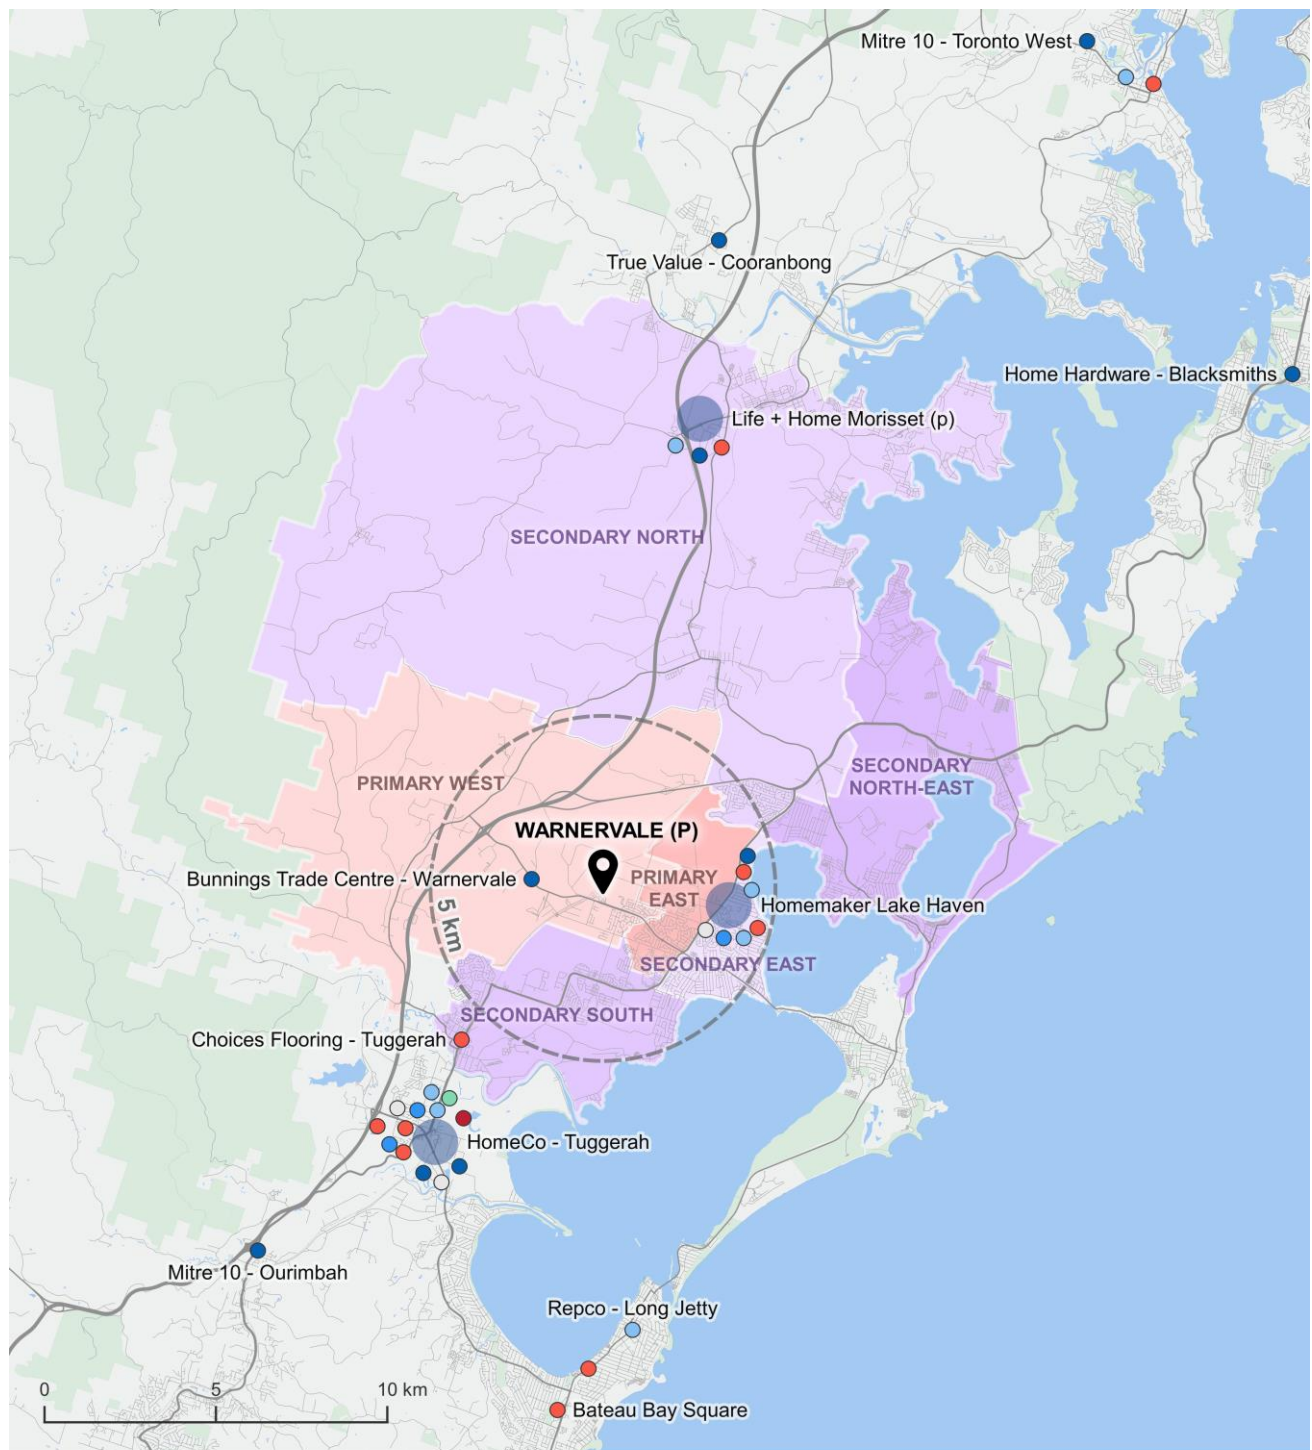 Mitre 10 - Toronto West
True Value - Cooranbong
Home Hardware - Blacksmiths
Life + Home Morisset (p)
SECONDARY NORTH
SECONDARY
NORTH-EAST
PRIMARY WEST
WARNERVALE (P)
Bunnings Trade Centre - Warnervale
PRIMARY
EAST
Homemaker Lake Haven
5 km
SECONDARY EAST
SECONDARY SOUTH
Choices Flooring - Tuggerah
HomeCo - Tuggerah
Mitre 10 - Ourimbah
Repco - Long Jetty
0 5 10 km
Bateau Bay Square